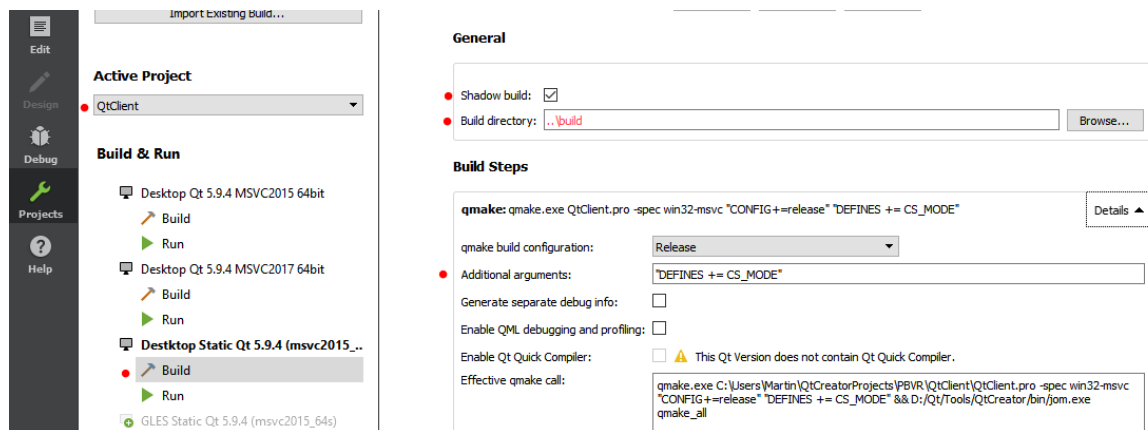 Import Existing Build...
Edit
Design
Debug
Projects
Help
Active Project
QtClient
Build & Run
Desktop Qt 5.9.4 MSVC2015 64bit
Build
Run
Desktop Qt 5.9.4 MSVC2017 64bit
Build
Run
Destktop Static Qt 5.9.4 (msvc2015_..
Build
Run
GLES Static Qt 5.9.4 (msvc2015_64s)
General
Shadow build:
Build directory: ..\build Browse...
Build Steps
qmake: qmake.exe QtClient.pro -spec win32-msvc "CONFIG+=release" "DEFINES += CS_MODE" Details
qmake build configuration: Release
Additional arguments: "DEFINES += CS_MODE"
Generate separate debug info:
Enable QML debugging and profiling:
Enable Qt Quick Compiler: This Qt Version does not contain Qt Quick Compiler.
Effective qmake call: qmake.exe C:\Users\Martin\QtCreatorProjects\PBVR\QtClient\QtClient.pro -spec win32-msvc
"CONFIG+=release" "DEFINES += CS_MODE" && D:/Qt/Tools/QtCreator/bin/jom.exe
qmake_all